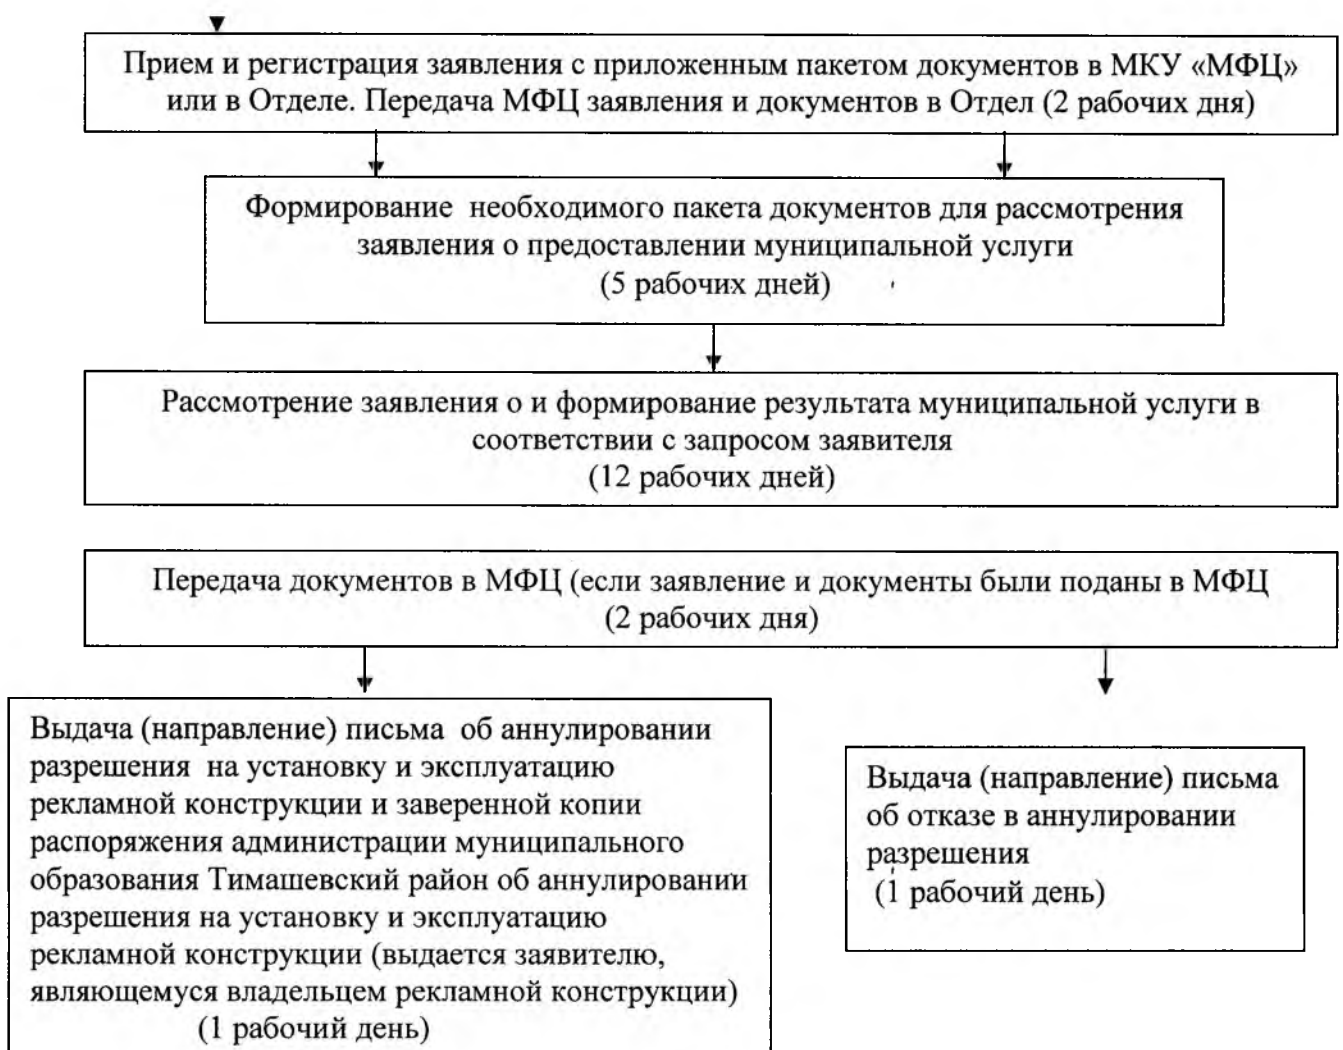 Прием и регистрация заявления с приложенным пакетом документов в МКУ «МФЦ»
или в Отделе. Передача МФЦ заявления и документов в Отдел (2 рабочих дня)
Формирование необходимого пакета документов для рассмотрения
заявления о предоставлении муниципальной услуги
(5 рабочих дней)
Рассмотрение заявления о и формирование результата муниципальной услуги в
соответствии с запросом заявителя
(12 рабочих дней)
Передача документов в МФЦ (если заявление и документы были поданы в МФЦ
(2 рабочих дня)
Выдача (направление) письма об аннулировании
разрешения на установку и эксплуатацию
рекламной конструкции и заверенной копии
распоряжения администрации муниципального
образования Тимашевский район об аннулировании
разрешения на установку и эксплуатацию
рекламной конструкции (выдается заявителю,
являющемуся владельцем рекламной конструкции)
(1 рабочий день)
Выдача (направление) письма
об отказе в аннулировании
разрешения
(1 рабочий день)